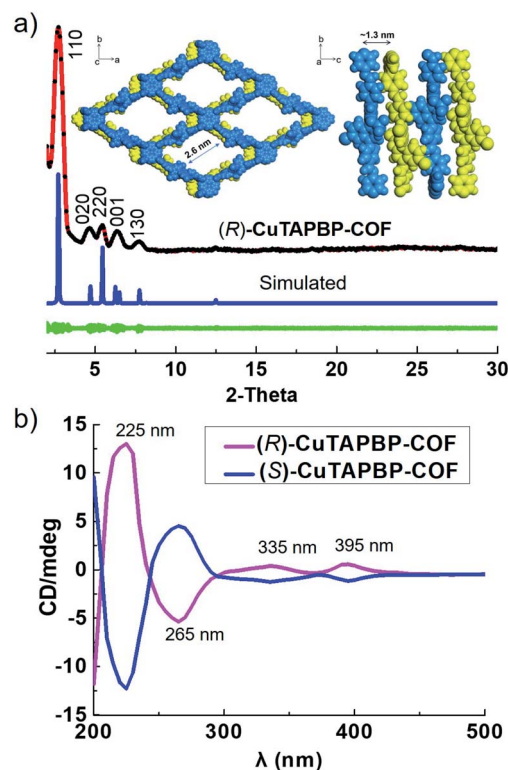 a)
b
c
a
~1.3 nm
b
a
c
110
2.6 nm
020
220
001
130
(R)-CuTAPBP-COF
Simulated
5
10
15
20
25
30
2-Theta
b)
15
10
5
0
-5
-10
-15
CD/mdeg
225 nm
(R)-CuTAPBP-COF
(S)-CuTAPBP-COF
335 nm
395 nm
265 nm
200
300
400
500
λ (nm)